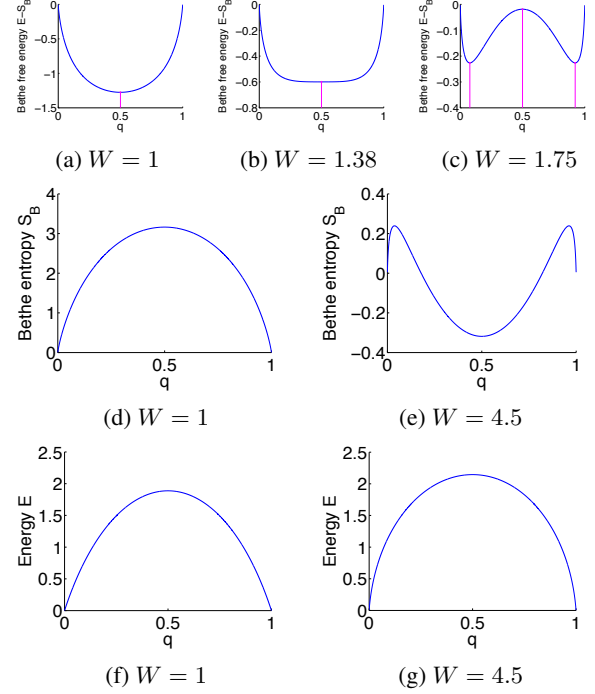 Bethe free energy E−S_B
0
−0.5
−1
−1.5
0 0.5 1
q
(a) W = 1
Bethe free energy E−S_B
0
−0.2
−0.4
−0.6
−0.8
0 0.5 1
q
(b) W = 1.38
Bethe free energy E−S_B
0
−0.1
−0.2
−0.3
−0.4
0 0.5 1
q
(c) W = 1.75
Bethe entropy S_B
4
3
2
1
0
0 0.5 1
q
(d) W = 1
Bethe entropy S_B
0.4
0.2
0
−0.2
−0.4
0 0.5 1
q
(e) W = 4.5
Energy E
2.5
2
1.5
1
0.5
0
0 0.5 1
q
(f) W = 1
Energy E
2.5
2
1.5
1
0.5
0
0 0.5 1
q
(g) W = 4.5